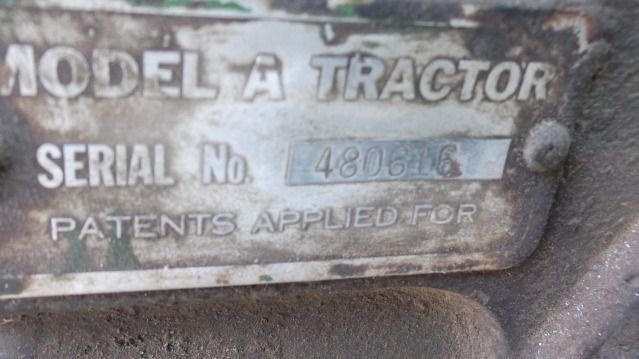 MODEL A TRACTOR
SERIAL No. 480616
PATENTS APPLIED FOR